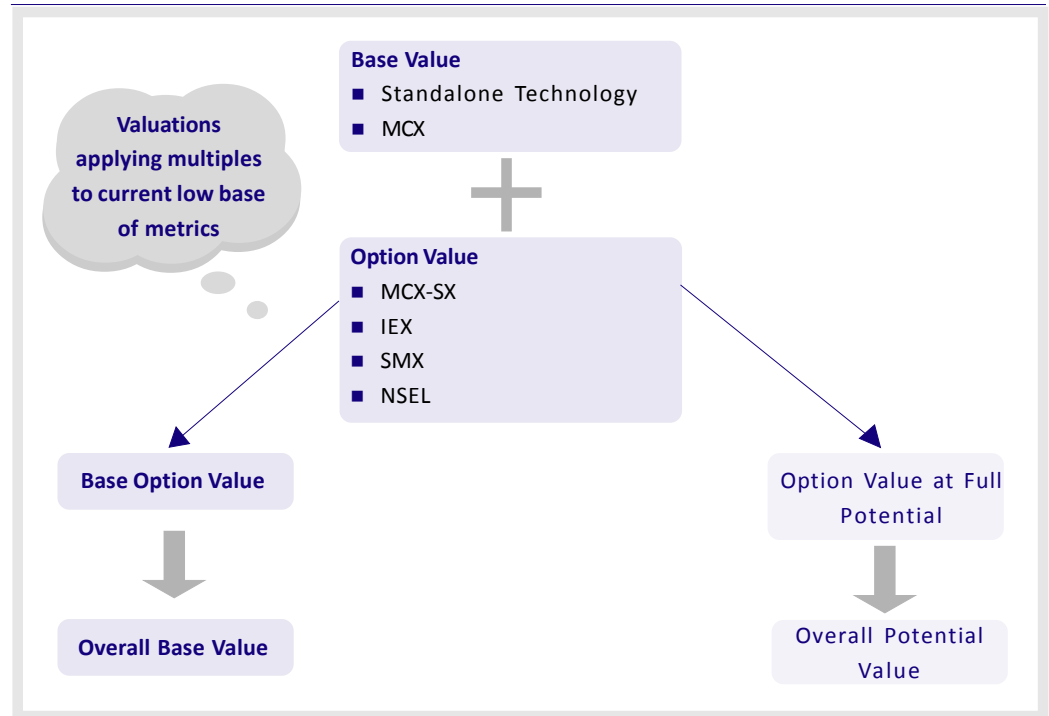 Base Value
Standalone Technology
MCX
Valuations
applying multiples
to current low base
of metrics
Option Value
MCX-SX
IEX
SMX
NSEL
Base Option Value
Option Value at Full
Potential
Overall Base Value
Overall Potential
Value